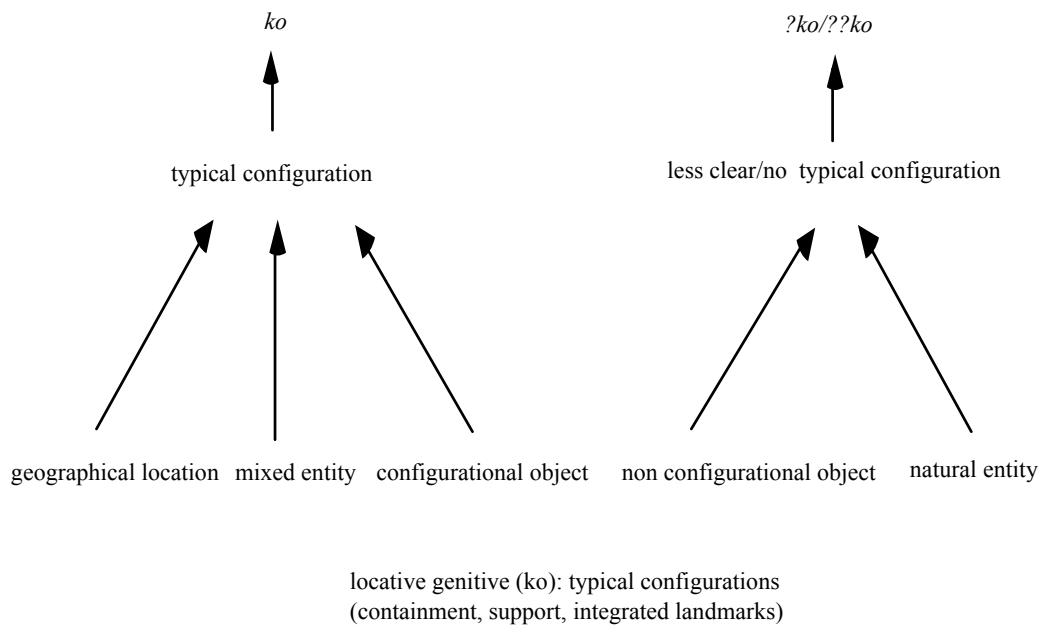 ko
?ko/??ko
typical configuration
less clear/no typical configuration
geographical location
mixed entity
configurational object
non configurational object
natural entity
locative genitive (ko): typical configurations
(containment, support, integrated landmarks)